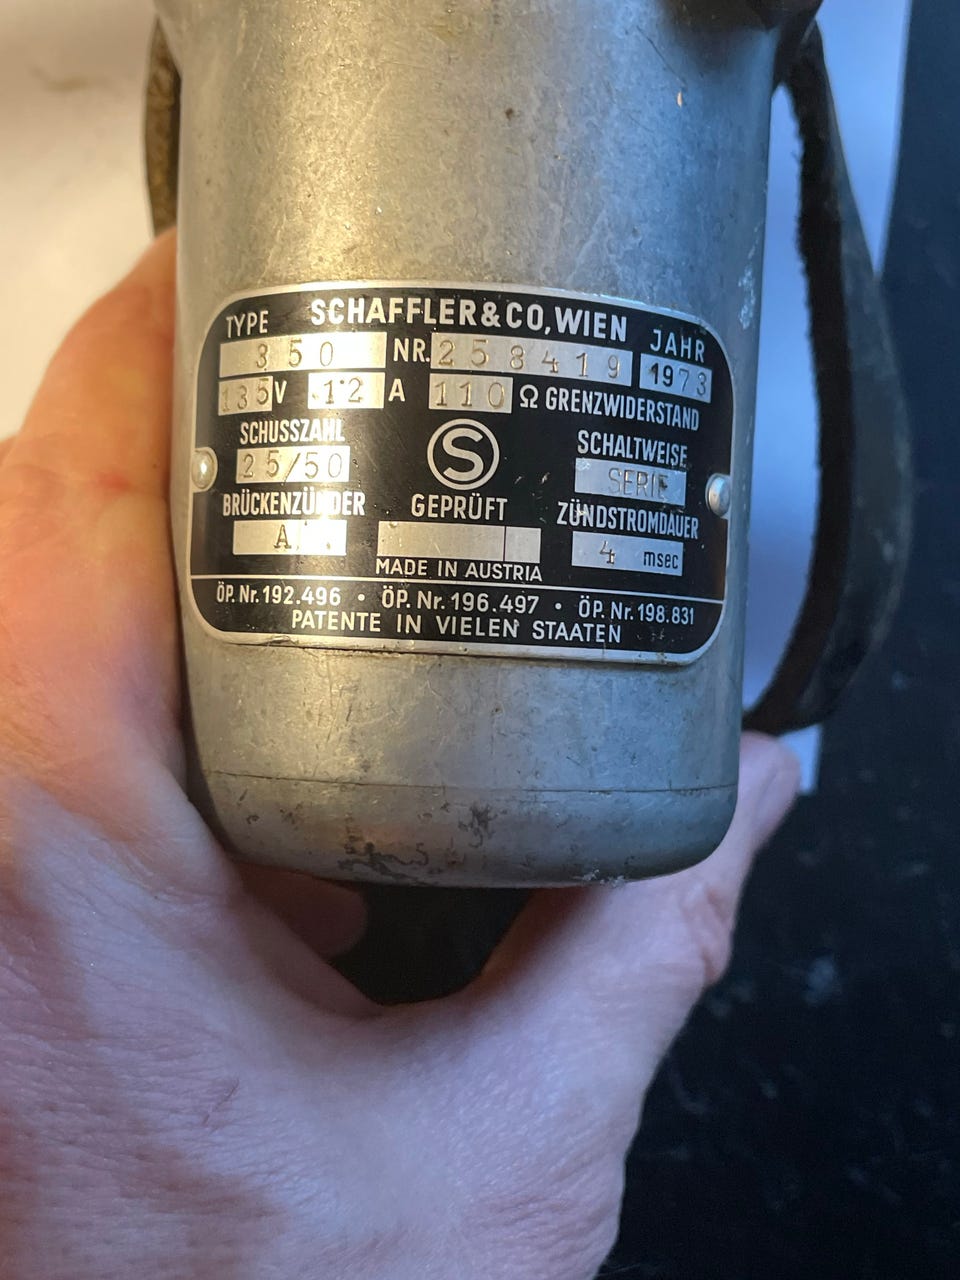 SCHAFFLER & CO, WIEN
TYPE 350 NR. 258419 JAHR 1973
135 V 1'2 A 110 Ω GRENZWIDERSTAND
SCHUSSZAHL
25/50
S
SCHALTWEISE
SERIE
BRÜCKENZÜNDER
A
GEPRÜFT
ZÜNDSTROMDAUER
4 msec
MADE IN AUSTRIA
ÖP. Nr. 192.496 · ÖP. Nr. 196.497 · ÖP. Nr. 198.831
PATENTE IN VIELEN STAATEN